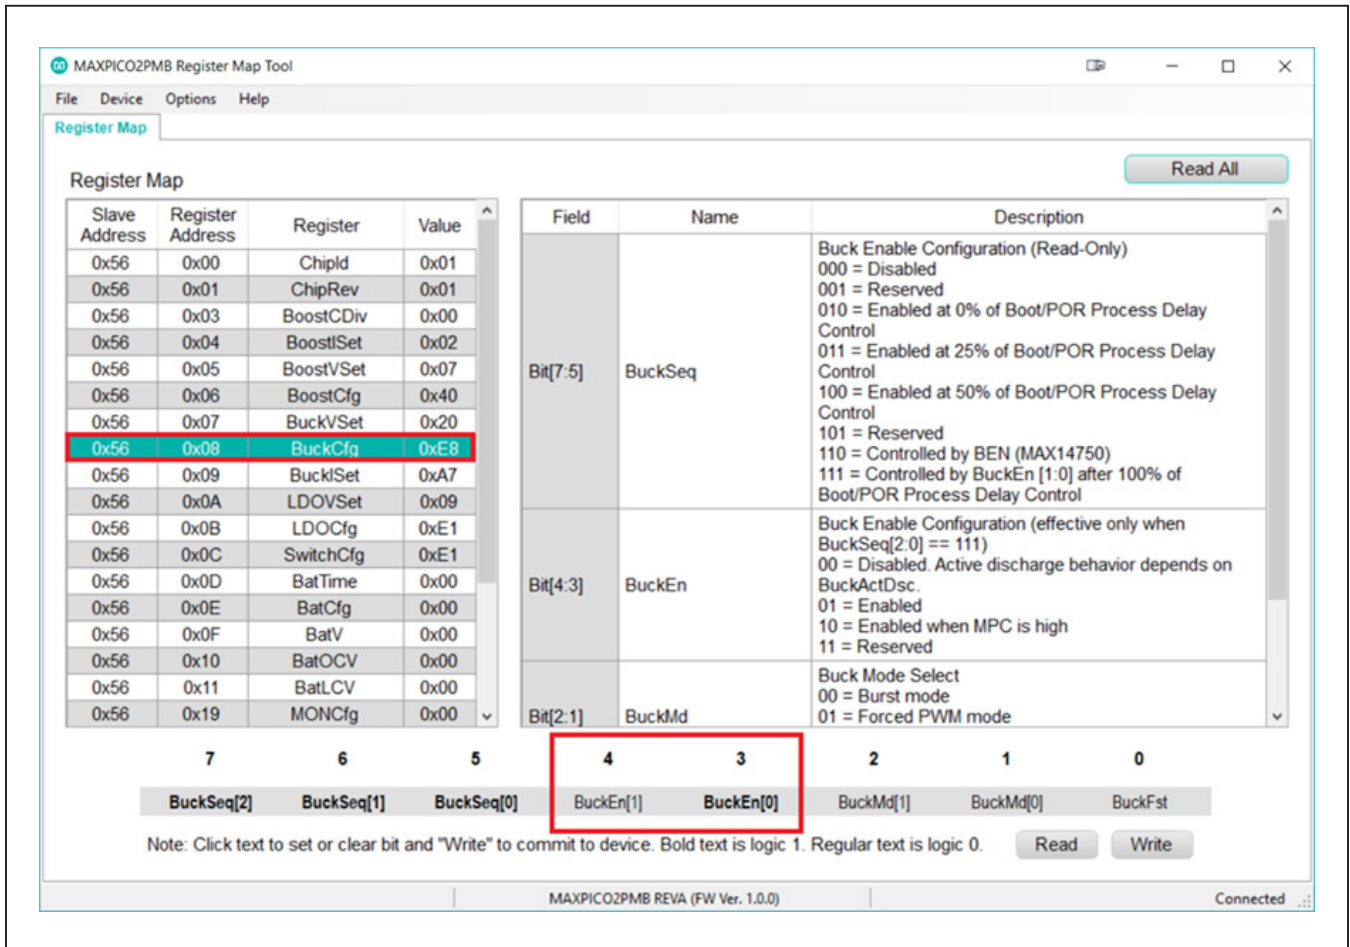 MAXPICO2PMB Register Map Tool
File Device Options Help
Register Map
Read All
Register Map
Slave Address Register Address Register Value
0x56 0x00 ChipId 0x01
0x56 0x01 ChipRev 0x01
0x56 0x03 BoostCDiv 0x00
0x56 0x04 BoostISet 0x02
0x56 0x05 BoostVSet 0x07
0x56 0x06 BoostCfg 0x40
0x56 0x07 BuckVSet 0x20
0x56 0x08 BuckCfg 0xE8
0x56 0x09 BuckISet 0xA7
0x56 0x0A LDOVSet 0x09
0x56 0x0B LDOCfg 0xE1
0x56 0x0C SwitchCfg 0xE1
0x56 0x0D BatTime 0x00
0x56 0x0E BatCfg 0x00
0x56 0x0F BatV 0x00
0x56 0x10 BatOCV 0x00
0x56 0x11 BatLCV 0x00
0x56 0x19 MONCfg 0x00
Field Name Description
Bit[7:5] BuckSeq
Buck Enable Configuration (Read-Only)
000 = Disabled
001 = Reserved
010 = Enabled at 0% of Boot/POR Process Delay
Control
011 = Enabled at 25% of Boot/POR Process Delay
Control
100 = Enabled at 50% of Boot/POR Process Delay
Control
101 = Reserved
110 = Controlled by BEN (MAX14750)
111 = Controlled by BuckEn [1:0] after 100% of
Boot/POR Process Delay Control
Bit[4:3] BuckEn
Buck Enable Configuration (effective only when
BuckSeq[2:0] == 111)
00 = Disabled. Active discharge behavior depends on
BuckActDsc.
01 = Enabled
10 = Enabled when MPC is high
11 = Reserved
Bit[2:1] BuckMd
Buck Mode Select
00 = Burst mode
01 = Forced PWM mode
7 6 5 4 3 2 1 0
BuckSeq[2] BuckSeq[1] BuckSeq[0] BuckEn[1] BuckEn[0] BuckMd[1] BuckMd[0] BuckFst
Note: Click text to set or clear bit and "Write" to commit to device. Bold text is logic 1. Regular text is logic 0. Read Write
MAXPICO2PMB REVA (FW Ver. 1.0.0) Connected